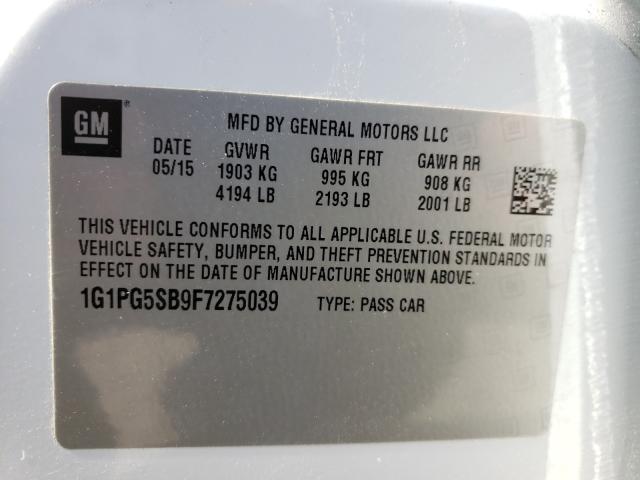 GM®
MFD BY GENERAL MOTORS LLC
DATE GVWR GAWR FRT GAWR RR
05/15 1903 KG 995 KG 908 KG
4194 LB 2193 LB 2001 LB
THIS VEHICLE CONFORMS TO ALL APPLICABLE U.S. FEDERAL MOTOR
VEHICLE SAFETY, BUMPER, AND THEFT PREVENTION STANDARDS IN
EFFECT ON THE DATE OF MANUFACTURE SHOWN ABOVE.
1G1PG5SB9F7275039 TYPE: PASS CAR